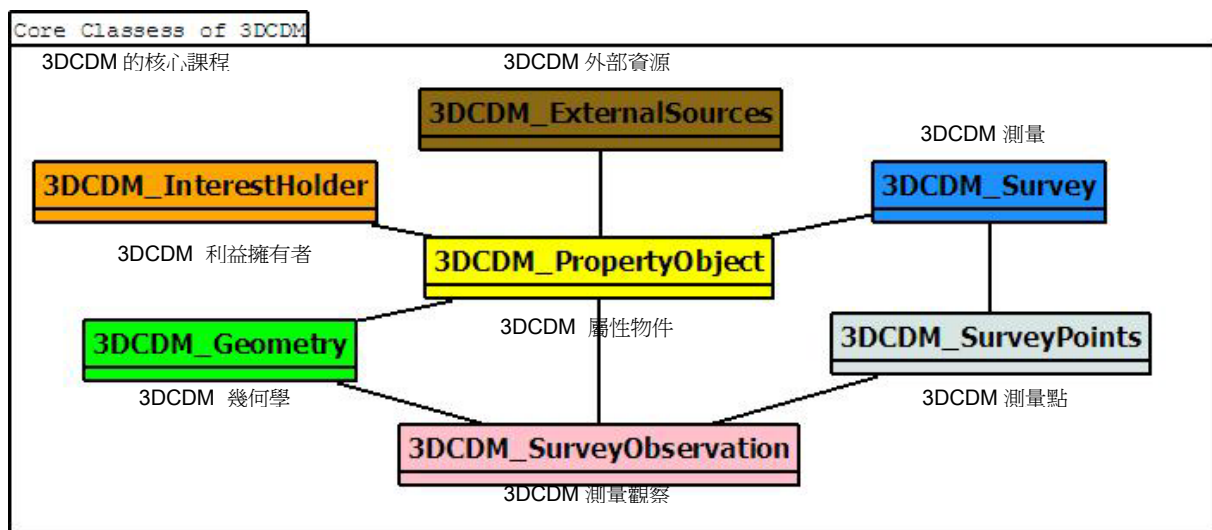 Core Classess of 3DCDM
3DCDM 的核心課程
3DCDM 外部資源
3DCDM_ExternalSources
3DCDM 測量
3DCDM_InterestHolder
3DCDM_Survey
3DCDM 利益擁有者
3DCDM_PropertyObject
3DCDM 屬性物件
3DCDM_Geometry
3DCDM_SurveyPoints
3DCDM 幾何學
3DCDM 測量點
3DCDM_SurveyObservation
3DCDM 測量觀察